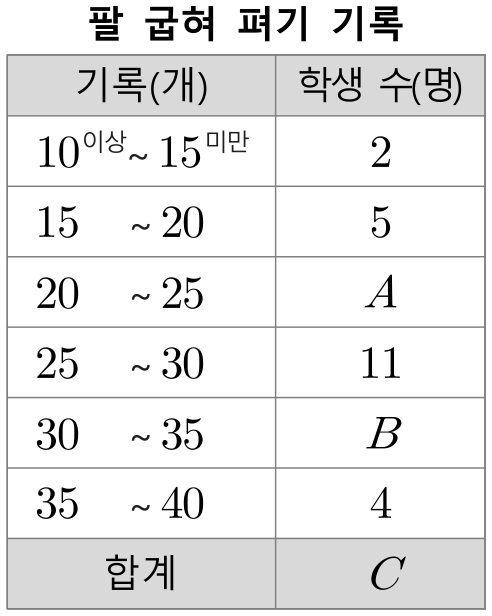 팔 굽혀 펴기 기록
기록(개) 학생 수(명)
10이상~ 15미만 2
15 ~ 20 5
20 ~ 25 A
25 ~ 30 11
30 ~ 35 B
35 ~ 40 4
합계 C